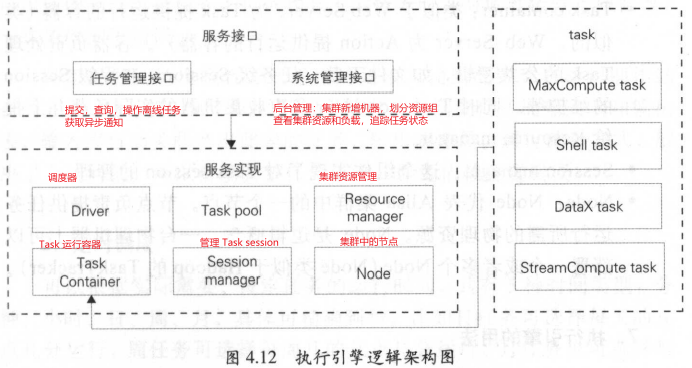 服务接口
任务管理接口
系统管理接口
提交、查询、操作离线任务
获取异步通知
后台管理：集群新增机器，划分资源组
查看集群资源和负载，追踪任务状态
服务实现
调度器
集群资源管理
Driver
Task pool
Resource
manager
Task 运行容器
管理 Task session
集群中的节点
Task
Container
Session
manager
Node
task
MaxCompute task
Shell task
DataX task
StreamCompute task
图 4.12 执行引擎逻辑架构图